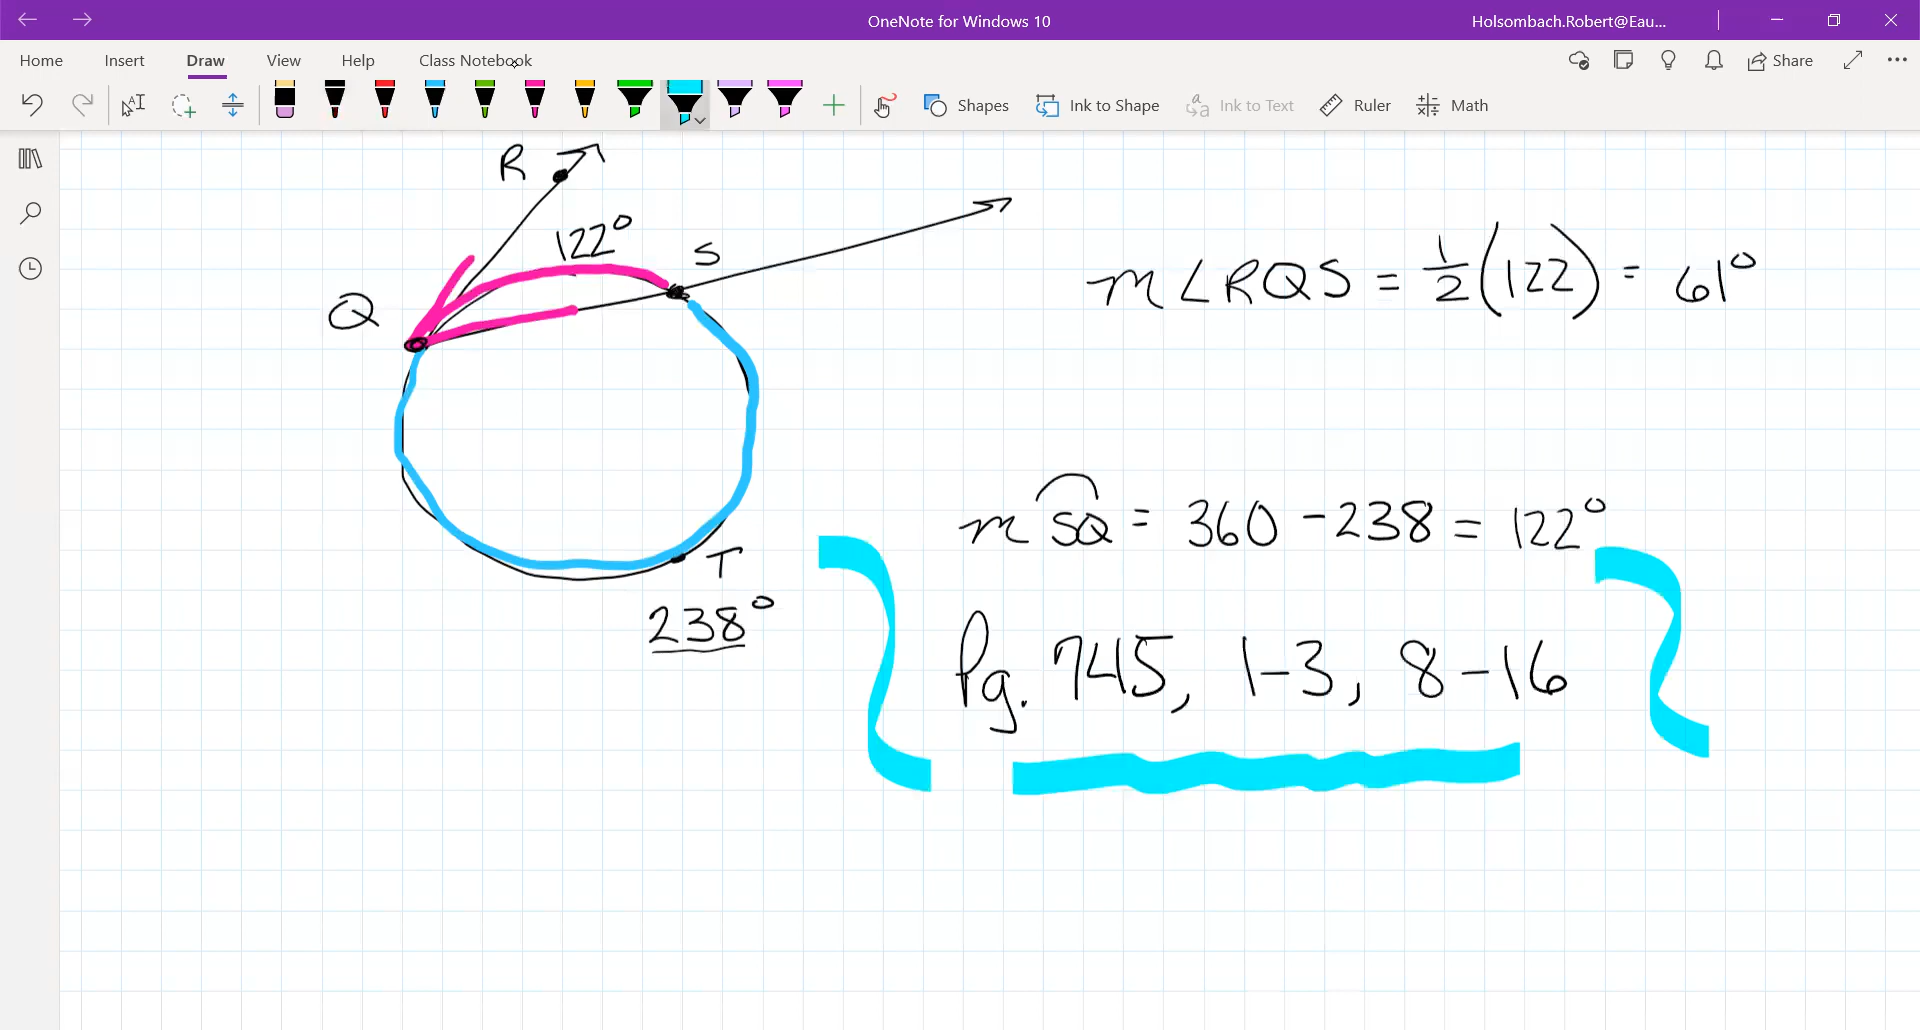 OneNote for Windows 10
Holsombach.Robert@Eau...
Home Insert Draw View Help Class Notebook Share
Shapes Ink to Shape Ink to Text Ruler Math
R
122°
S
Q
m∠RQS = 1/2(122) = 61°
m SQ = 360 - 238 = 122°
T
238°
Pg. 745, 1-3, 8-16